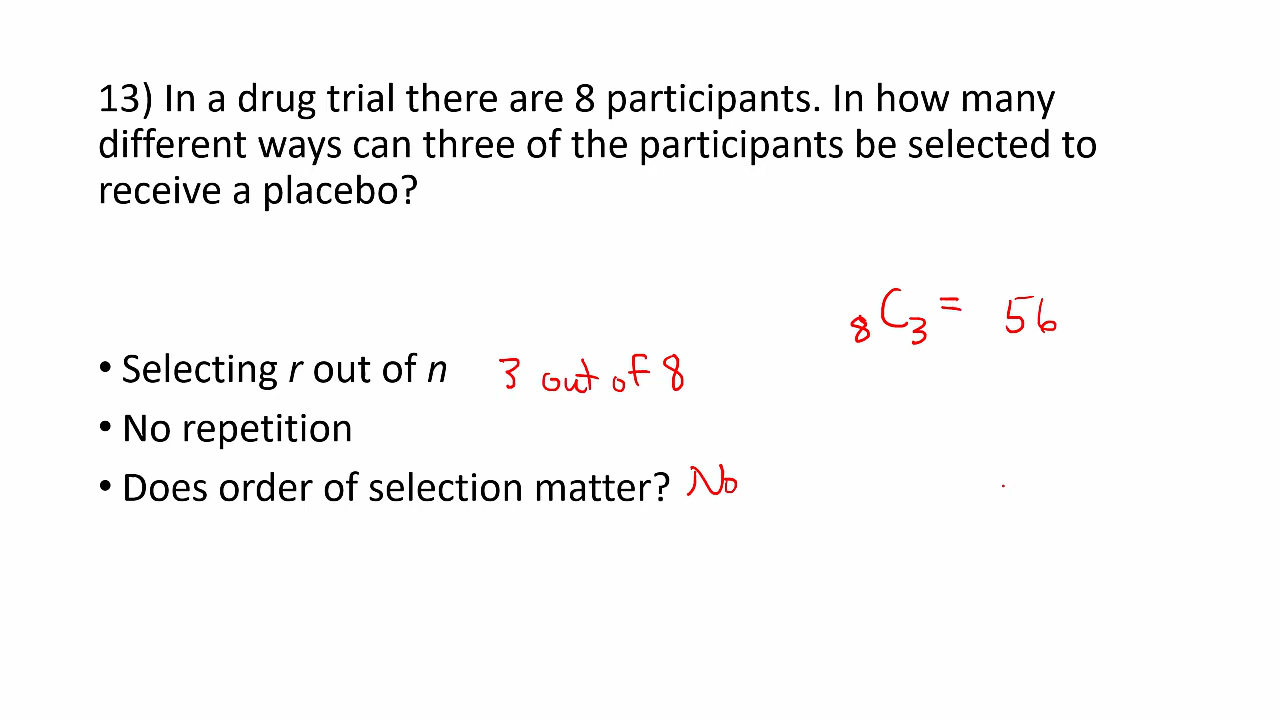 13) In a drug trial there are 8 participants. In how many
different ways can three of the participants be selected to
receive a placebo?
8C3 = 56
• Selecting r out of n 3 out of 8
• No repetition
• Does order of selection matter? No